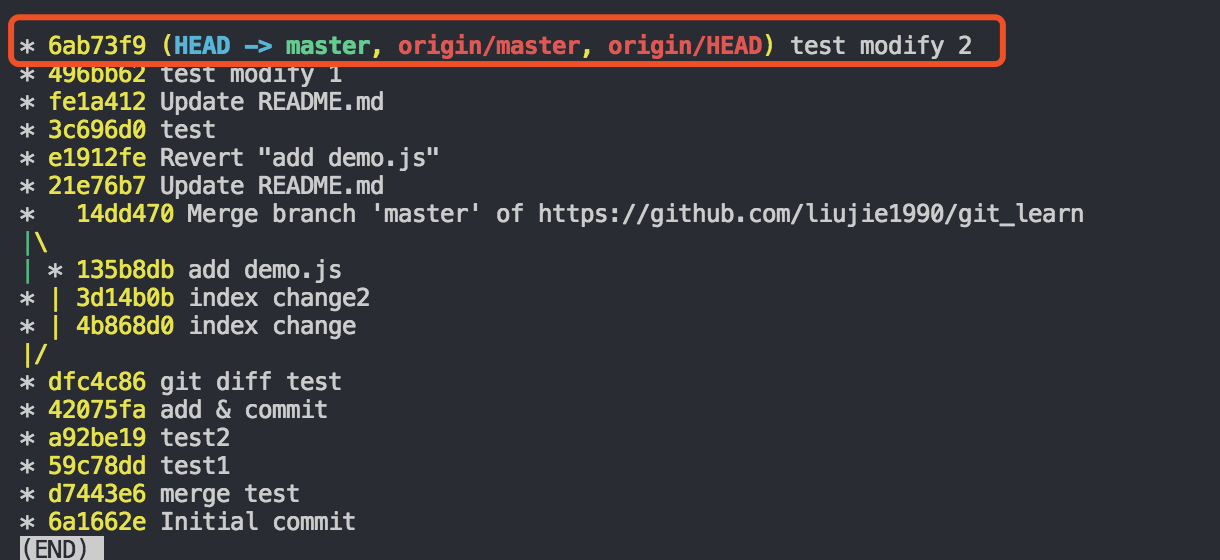 * 6ab73f9 (HEAD -> master, origin/master, origin/HEAD) test modify 2
* 496bb62 test modify 1
* fe1a412 Update README.md
* 3c696d0 test
* e1912fe Revert "add demo.js"
* 21e76b7 Update README.md
*   14dd470 Merge branch 'master' of https://github.com/liujie1990/git_learn
|\
| * 135b8db add demo.js
* | 3d14b0b index change2
* | 4b868d0 index change
|/
* dfc4c86 git diff test
* 42075fa add & commit
* a92be19 test2
* 59c78dd test1
* d7443e6 merge test
* 6a1662e Initial commit
(END)